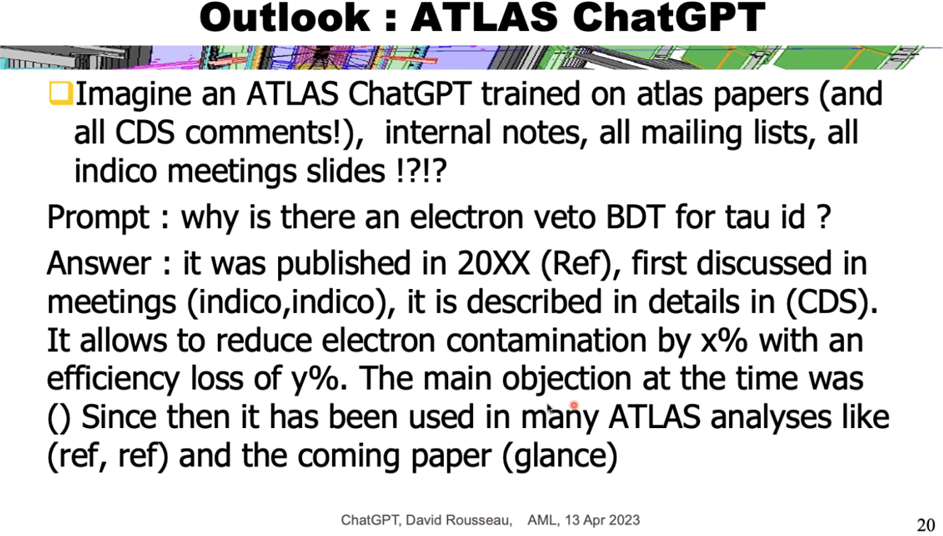 Outlook : ATLAS ChatGPT
Imagine an ATLAS ChatGPT trained on atlas papers (and
all CDS comments!), internal notes, all mailing lists, all
indico meetings slides !?!?
Prompt : why is there an electron veto BDT for tau id ?
Answer : it was published in 20XX (Ref), first discussed in
meetings (indico,indico), it is described in details in (CDS).
It allows to reduce electron contamination by x% with an
efficiency loss of y%. The main objection at the time was
() Since then it has been used in many ATLAS analyses like
(ref, ref) and the coming paper (glance)
ChatGPT, David Rousseau, AML, 13 Apr 2023
20